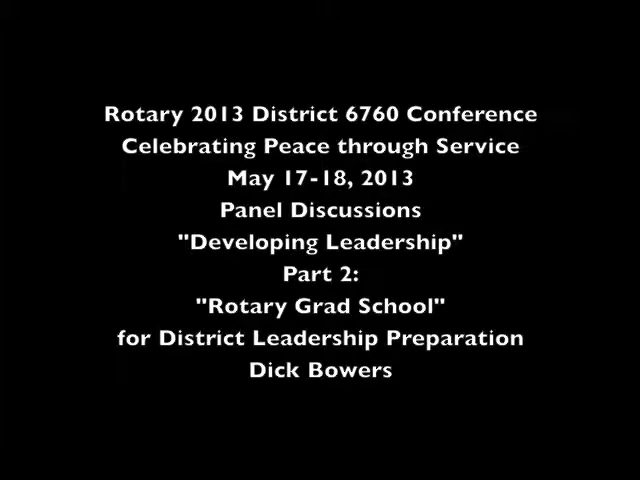 Rotary 2013 District 6760 Conference
Celebrating Peace through Service
May 17-18, 2013
Panel Discussions
"Developing Leadership"
Part 2:
"Rotary Grad School"
for District Leadership Preparation
Dick Bowers